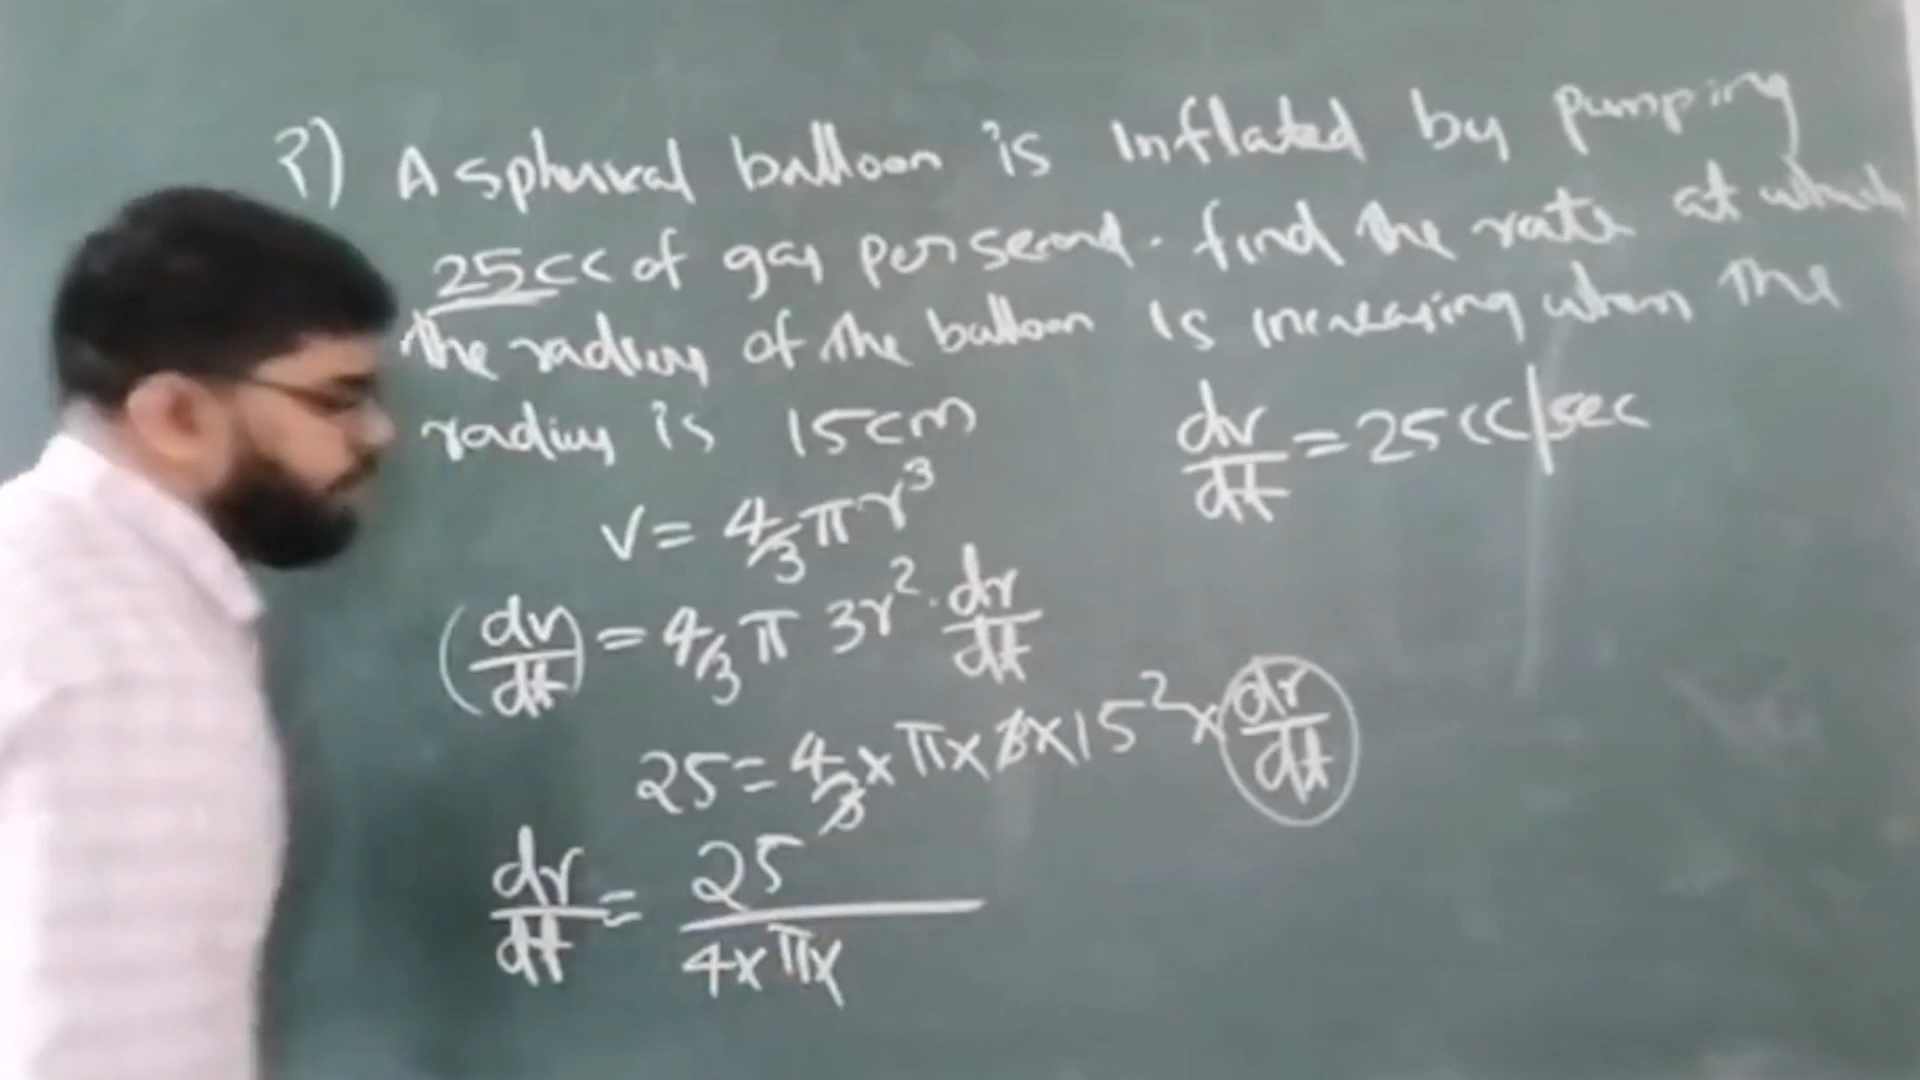 ?) A spherical balloon is Inflated by pumping
25cc of gas per second. find the rate at which
the radius of the balloon is increasing when the
radius is 15cm
dv/dt = 25 cc/sec
v = 4/3 π r³
(dv/dt) = 4/3 π 3r² . dr/dt
25 = 4/3 x π x 3 x 15² x dr/dt
dr/dt = 25 / 4 x π x